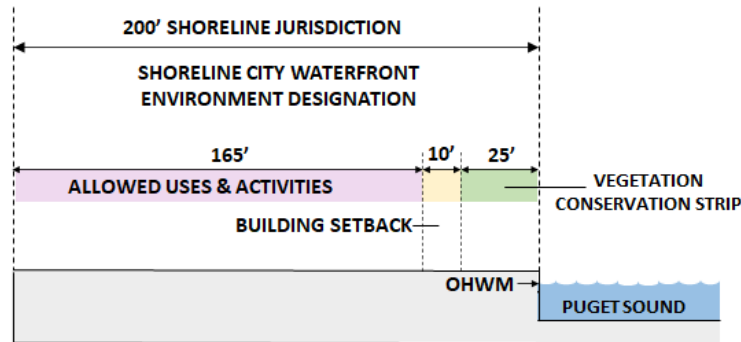 200’ SHORELINE JURISDICTION
SHORELINE CITY WATERFRONT
ENVIRONMENT DESIGNATION
165’
10’
25’
ALLOWED USES & ACTIVITIES
VEGETATION
CONSERVATION STRIP
BUILDING SETBACK
OHWM
PUGET SOUND